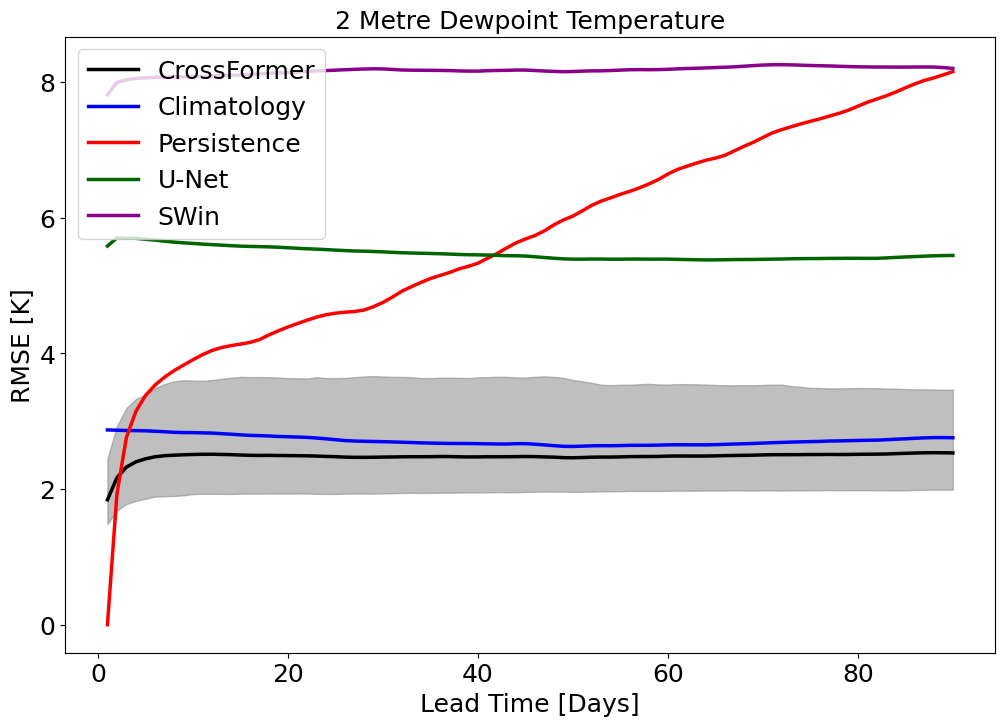 2 Metre Dewpoint Temperature
CrossFormer
Climatology
Persistence
U-Net
SWin
RMSE [K]
8
6
4
2
0
0 20 40 60 80
Lead Time [Days]